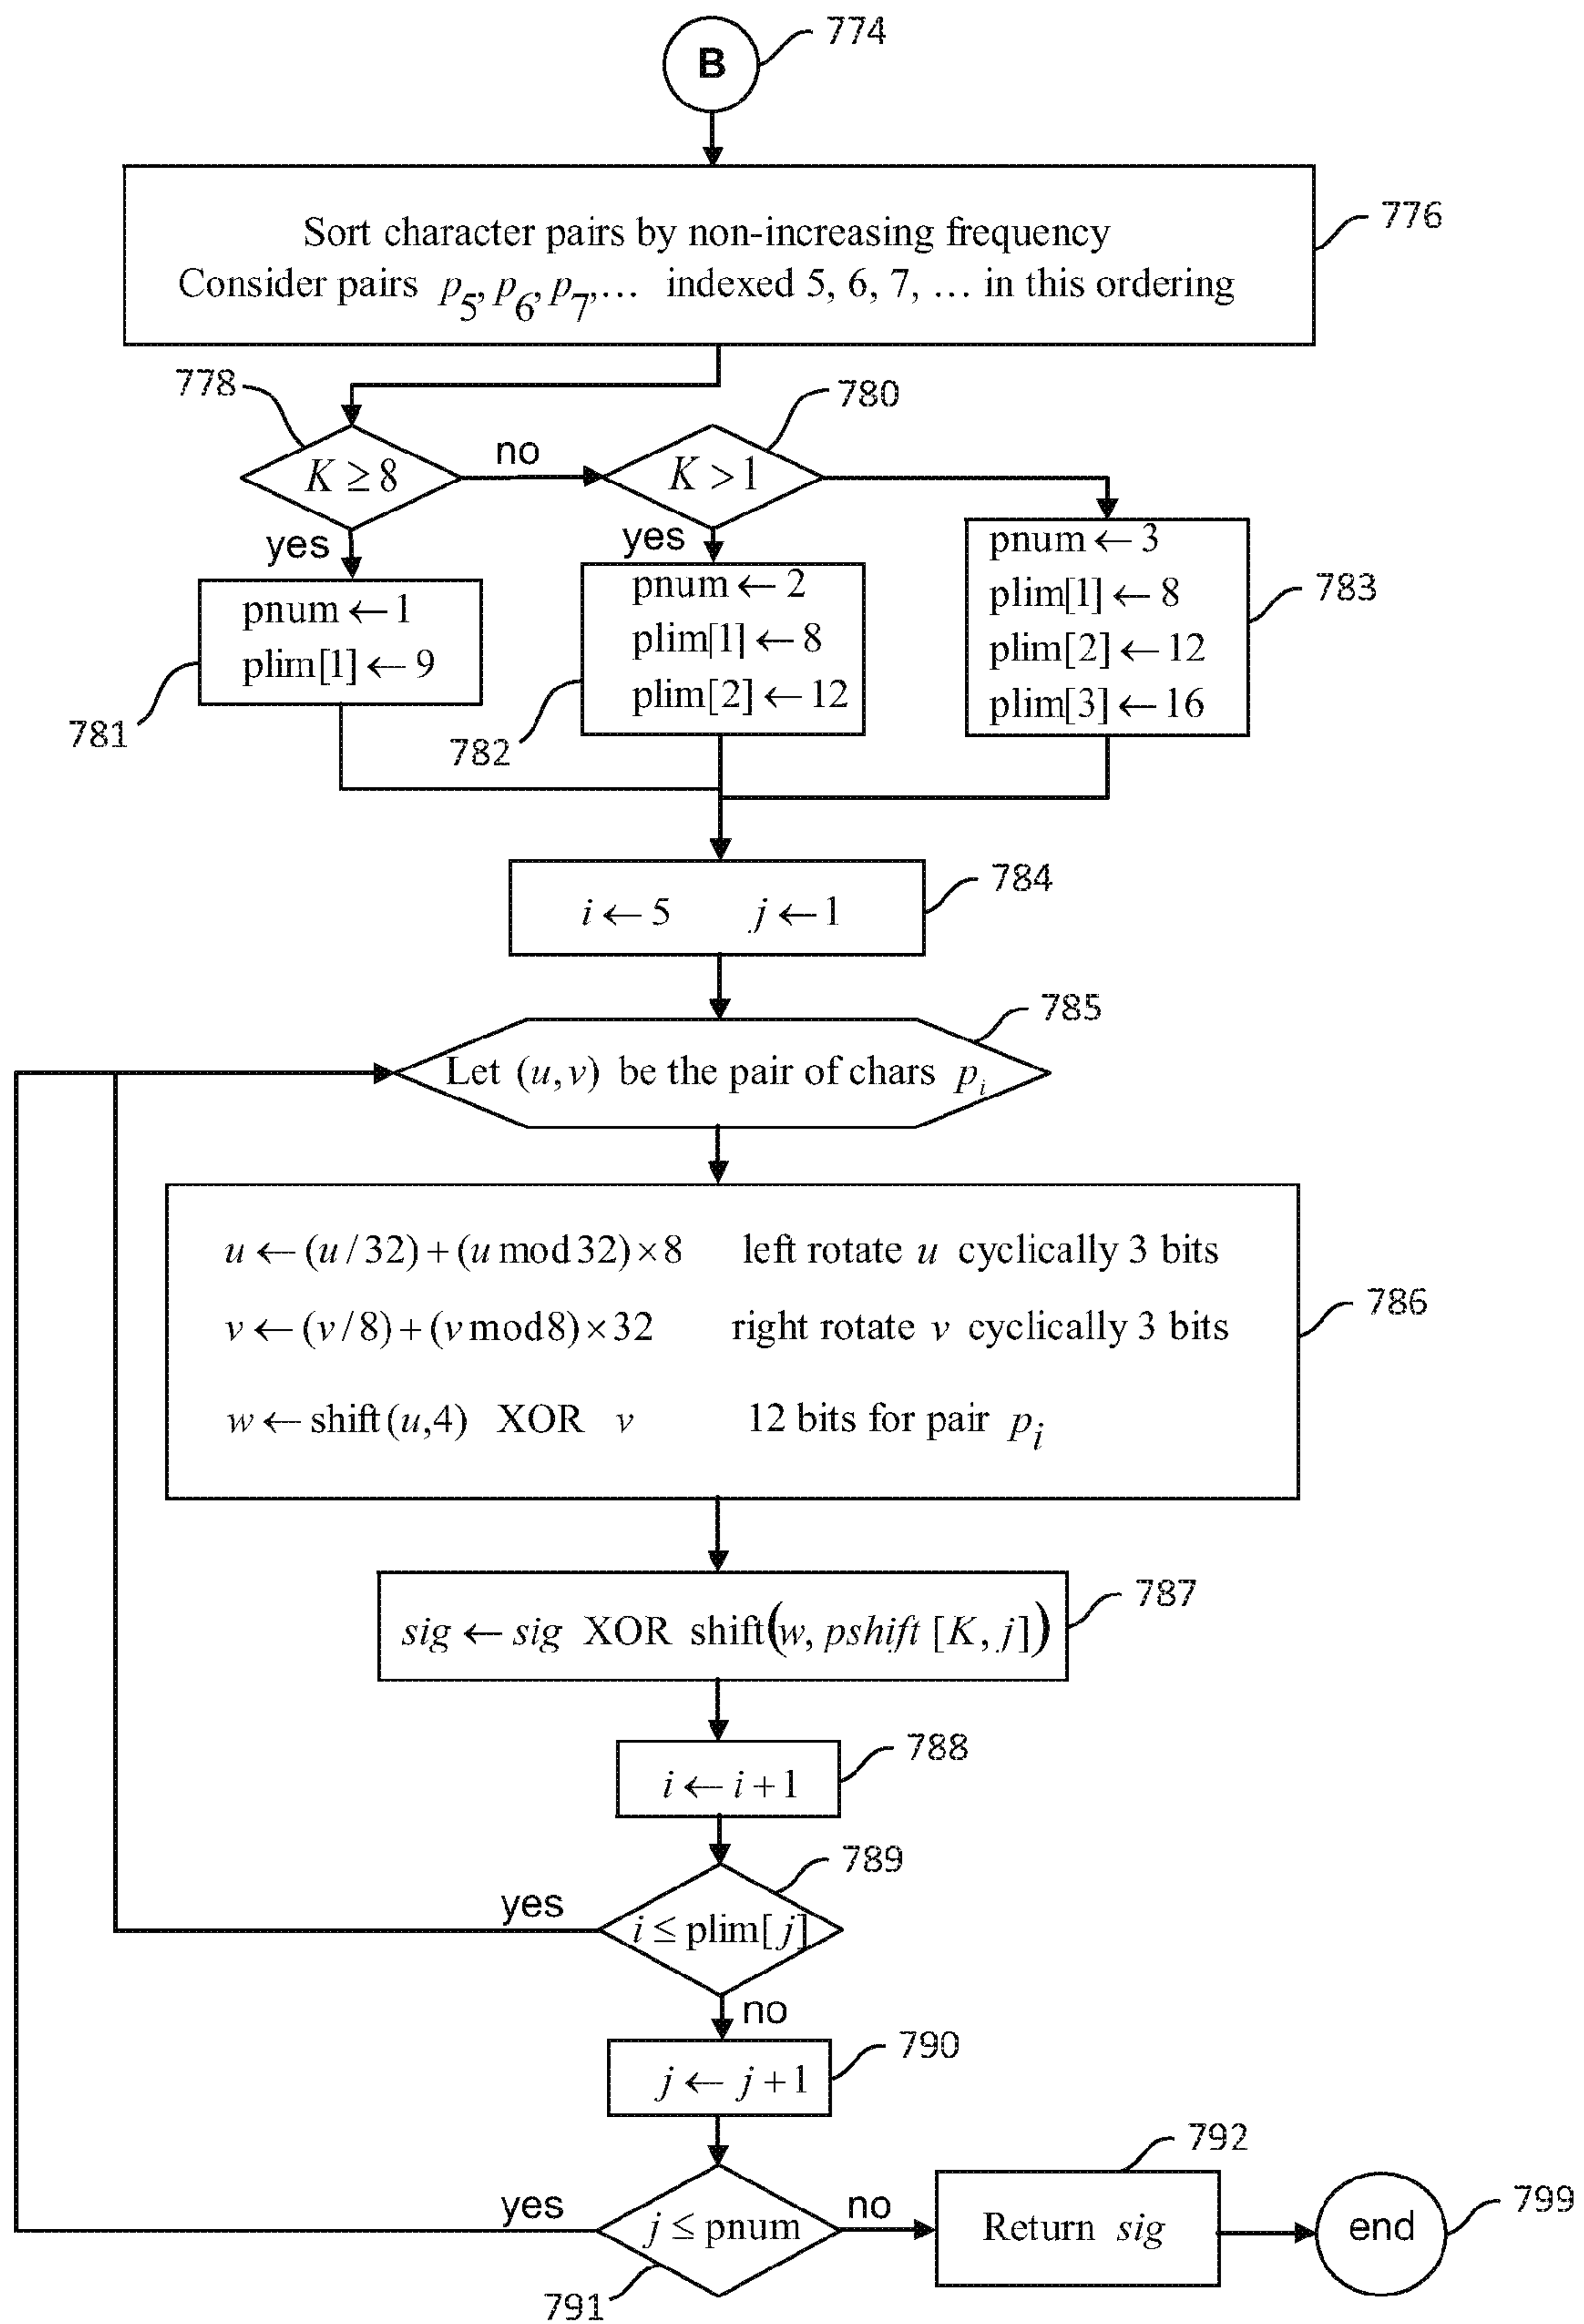 B
774
776
Sort character pairs by non-increasing frequency
Consider pairs p₅, p₆, p₇,... indexed 5, 6, 7, ... in this ordering
778
780
K ≥ 8
no
K > 1
yes
yes
pnum ← 1
plim[1] ← 9
781
pnum ← 2
plim[1] ← 8
plim[2] ← 12
782
pnum ← 3
plim[1] ← 8
plim[2] ← 12
plim[3] ← 16
783
784
i ← 5 j ← 1
785
Let (u,v) be the pair of chars pᵢ
u ← (u / 32) + (u mod 32) × 8 left rotate u cyclically 3 bits
v ← (v / 8) + (v mod 8) × 32 right rotate v cyclically 3 bits
w ← shift(u,4) XOR v 12 bits for pair pᵢ
786
787
sig ← sig XOR shift(w, pshift [K, j])
788
i ← i + 1
789
yes
i ≤ plim[j]
no
790
j ← j + 1
yes
j ≤ pnum
no
791
792
Return sig
end
799